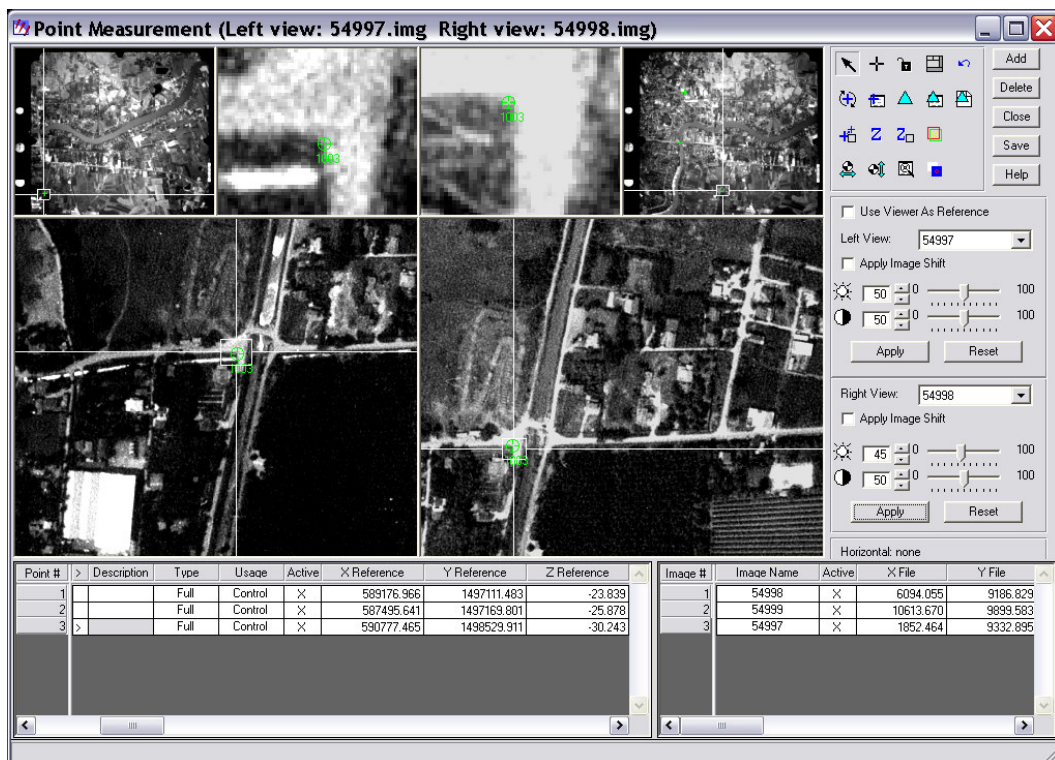 Point Measurement (Left view: 54997.img Right view: 54998.img)
1003
1003
Add
Delete
Close
Save
Help
Z
Z
Use Viewer As Reference
Left View: 54997
Apply Image Shift
50 0 100
50 0 100
Apply Reset
1003
1003
Right View: 54998
Apply Image Shift
45 0 100
50 0 100
Apply Reset
Horizontal: none
Point # > Description Type Usage Active X Reference Y Reference Z Reference
1 Full Control X 589176.966 1497111.483 -23.839
2 Full Control X 587495.641 1497169.801 -25.878
3 > Full Control X 590777.465 1498529.911 -30.243
Image # Image Name Active X File Y File
1 54998 X 6094.055 9186.829
2 54999 X 10613.670 9899.583
3 54997 X 1852.464 9332.895